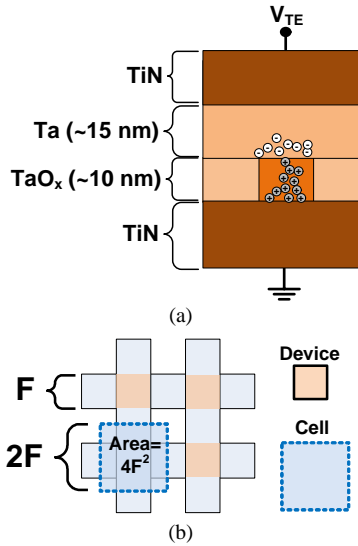 V_TE
TiN
Ta (~15 nm)
TaO_x (~10 nm)
TiN
(a)
F
2F
Area=
4F²
Device
Cell
(b)